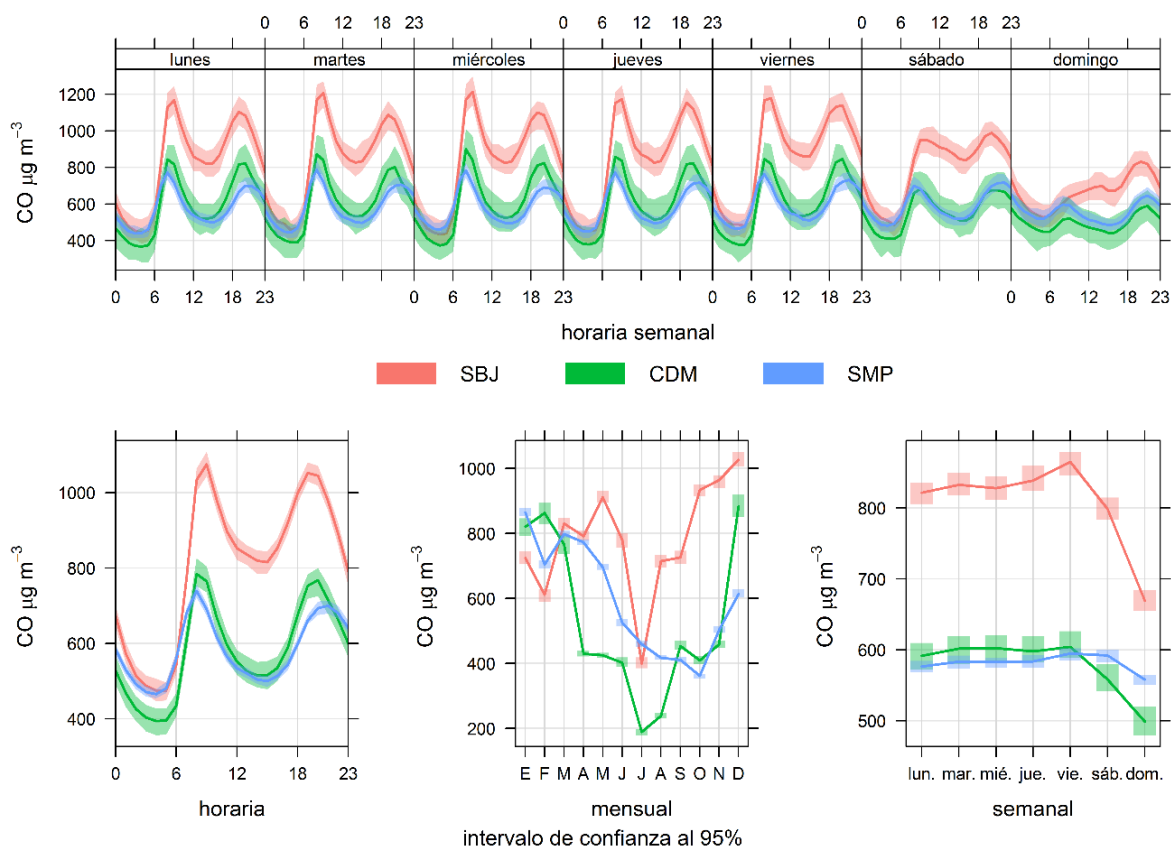 0 6 12 18 23 0 6 12 18 23 0 6 12 18 23
lunes martes miércoles jueves viernes sábado domingo
1200
1000
800
600
400
CO µg m−3
0 6 12 18 23 0 6 12 18 23 0 6 12 18 23 0 6 12 18 23
horaria semanal
SBJ CDM SMP
1000
800
600
400
CO µg m−3
0 6 12 18 23
horaria
1000
800
600
400
200
CO µg m−3
E F M A M J J A S O N D
mensual
800
700
600
500
CO µg m−3
lun. mar. mié. jue. vie. sáb. dom.
semanal
intervalo de confianza al 95%